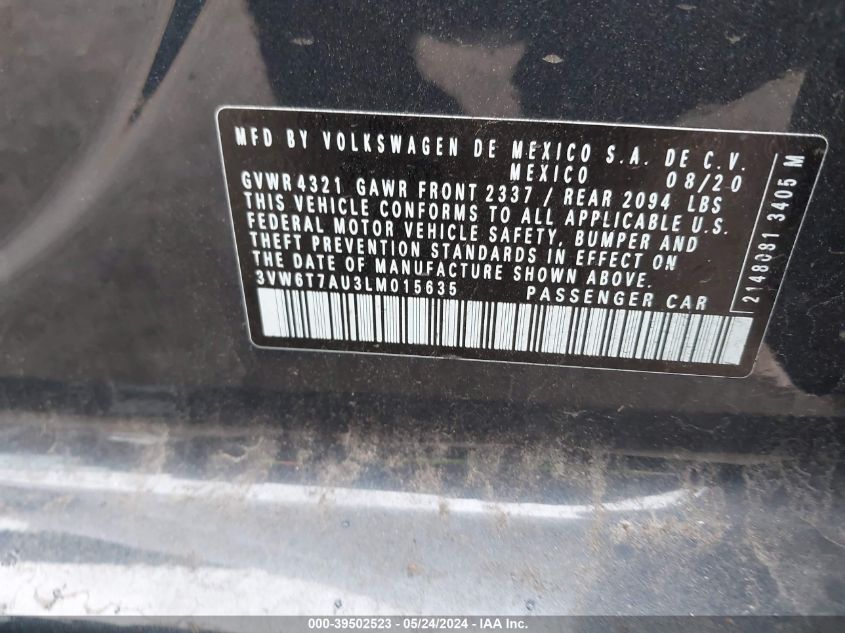 MFD BY VOLKSWAGEN DE MEXICO S.A. DE C.V.
MEXICO 08/20
GVWR 4321 GAWR FRONT 2337 / REAR 2094 LBS
THIS VEHICLE CONFORMS TO ALL APPLICABLE U.S.
FEDERAL MOTOR VEHICLE SAFETY, BUMPER AND
THEFT PREVENTION STANDARDS IN EFFECT ON
THE DATE OF MANUFACTURE SHOWN ABOVE.
3VW6T7AU3LM015635 PASSENGER CAR
2148081 3405 M
000-39502523 - 05/24/2024 - IAA Inc.